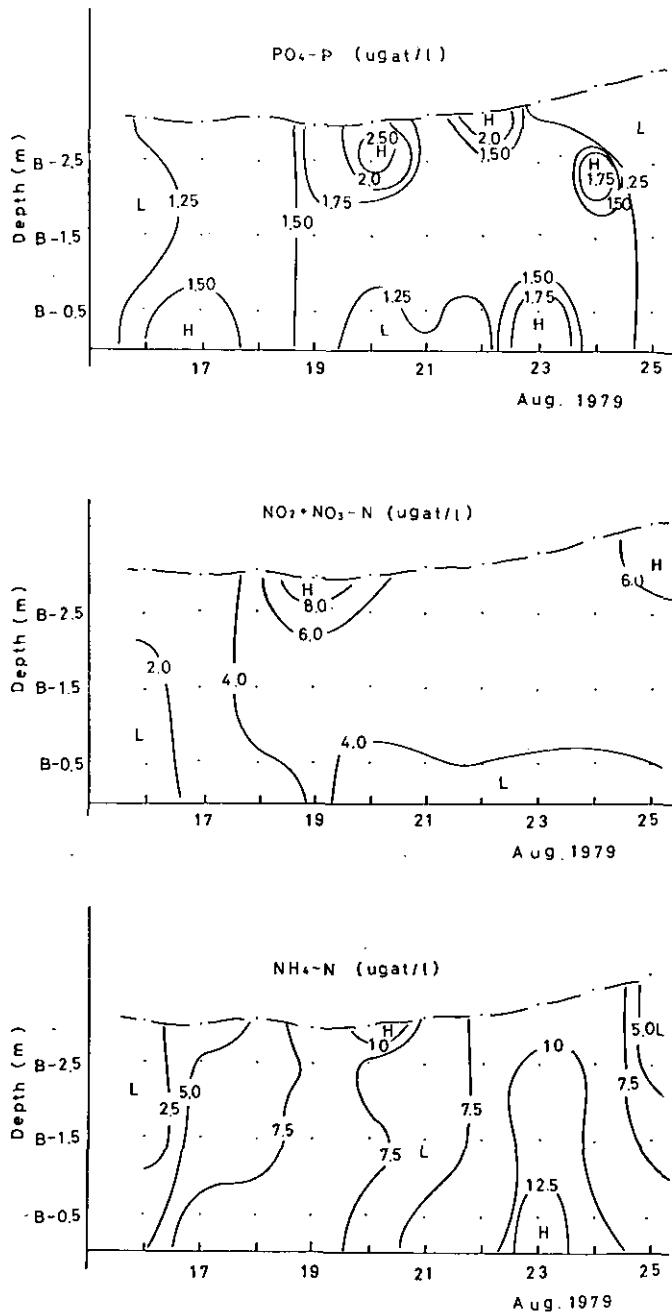 PO₄-P (ugat/l)
Depth (m)
B-2.5
B-1.5
B-0.5
L
1.25
1.50
H
1.50
1.75
2.50
H
2.0
1.25
L
H
2.0
1.50
1.50
1.75
H
L
H
1.75
1.50
1.25
17 19 21 23 25
Aug. 1979
NO₂+NO₃-N (ugat/l)
Depth (m)
B-2.5
B-1.5
B-0.5
2.0
L
4.0
H
8.0
6.0
4.0
L
H
6.0
17 19 21 23 25
Aug. 1979
NH₄-N (ugat/l)
Depth (m)
B-2.5
B-1.5
B-0.5
L
2.5
5.0
7.5
H
10
7.5
L
7.5
10
12.5
H
5.0L
7.5
17 19 21 23 25
Aug. 1979